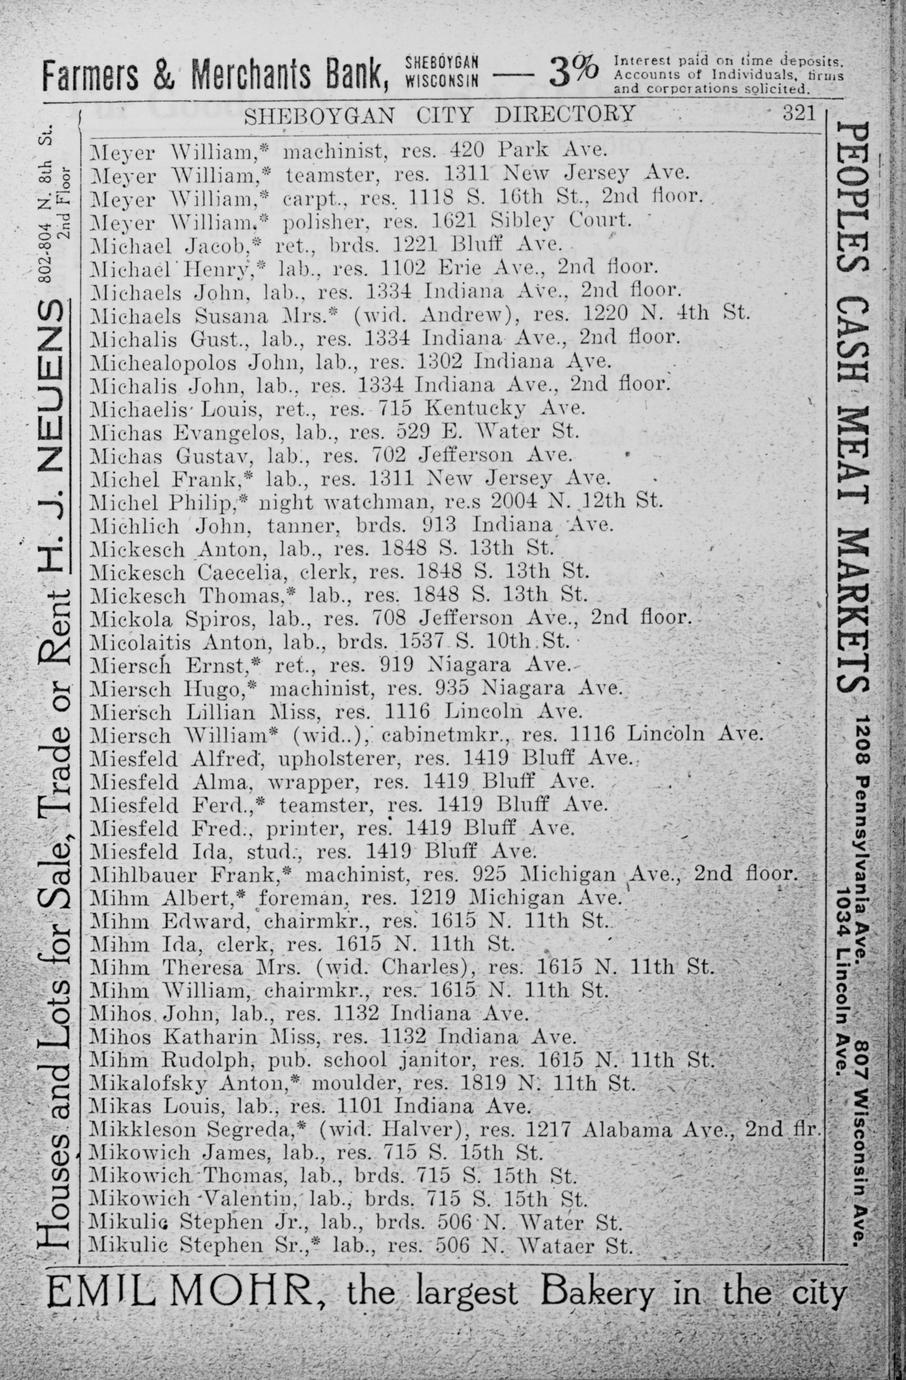 Farmers & Merchants Bank, SHEBOYGAN WISCONSIN — 3% Interest paid on time deposits. Accounts of Individuals, firms and corporations solicited.
SHEBOYGAN CITY DIRECTORY 321
Meyer William,* machinist, res. 420 Park Ave.
Meyer William,* teamster, res. 1311 New Jersey Ave.
Meyer William,* carpt., res. 1118 S. 16th St., 2nd floor.
Meyer William,* polisher, res. 1621 Sibley Court.
Michael Jacob,* ret., brds. 1221 Bluff Ave.
Michael Henry,* lab., res. 1102 Erie Ave., 2nd floor.
Michaels John, lab., res. 1334 Indiana Ave., 2nd floor.
Michaels Susana Mrs.* (wid. Andrew), res. 1220 N. 4th St.
Michalis Gust., lab., res. 1334 Indiana Ave., 2nd floor.
Michealopolos John, lab., res. 1302 Indiana Ave.
Michalis John, lab., res. 1334 Indiana Ave., 2nd floor.
Michaelis Louis, ret., res. 715 Kentucky Ave.
Michas Evangelos, lab., res. 529 E. Water St.
Michas Gustav, lab., res. 702 Jefferson Ave.
Michel Frank,* lab., res. 1311 New Jersey Ave.
Michel Philip,* night watchman, re.s 2004 N. 12th St.
Michlich John, tanner, brds. 913 Indiana Ave.
Mickesch Anton, lab., res. 1848 S. 13th St.
Mickesch Caecelia, clerk, res. 1848 S. 13th St.
Mickesch Thomas,* lab., res. 1848 S. 13th St.
Mickola Spiros, lab., res. 708 Jefferson Ave., 2nd floor.
Micolaitis Anton, lab., brds. 1537 S. 10th St.
Miersch Ernst,* ret., res. 919 Niagara Ave.
Miersch Hugo,* machinist, res. 935 Niagara Ave.
Miersch Lillian Miss, res. 1116 Lincoln Ave.
Miersch William* (wid..), cabinetmkr., res. 1116 Lincoln Ave.
Miesfeld Alfred, upholsterer, res. 1419 Bluff Ave.
Miesfeld Alma, wrapper, res. 1419 Bluff Ave.
Miesfeld Ferd.,* teamster, res. 1419 Bluff Ave.
Miesfeld Fred., printer, res. 1419 Bluff Ave.
Miesfeld Ida, stud., res. 1419 Bluff Ave.
Mihlbauer Frank,* machinist, res. 925 Michigan Ave., 2nd floor.
Mihm Albert,* foreman, res. 1219 Michigan Ave.
Mihm Edward, chairmkr., res. 1615 N. 11th St.
Mihm Ida, clerk, res. 1615 N. 11th St.
Mihm Theresa Mrs. (wid. Charles), res. 1615 N. 11th St.
Mihm William, chairmkr., res. 1615 N. 11th St.
Mihos John, lab., res. 1132 Indiana Ave.
Mihos Katharin Miss, res. 1132 Indiana Ave.
Mihm Rudolph, pub. school janitor, res. 1615 N. 11th St.
Mikalofsky Anton,* moulder, res. 1819 N. 11th St.
Mikas Louis, lab., res. 1101 Indiana Ave.
Mikkleson Segreda,* (wid. Halver), res. 1217 Alabama Ave., 2nd flr.
Mikowich James, lab., res. 715 S. 15th St.
Mikowich Thomas, lab., brds. 715 S. 15th St.
Mikowich Valentin, lab., brds. 715 S. 15th St.
Mikulic Stephen Jr., lab., brds. 506 N. Water St.
Mikulic Stephen Sr.,* lab., res. 506 N. Wataer St.
EMIL MOHR, the largest Bakery in the city
Houses and Lots for Sale, Trade or Rent H. J. NEUENS 802-804 N. 8th St. 2nd Floor
PEOPLES CASH MEAT MARKETS 1208 Pennsylvania Ave. 807 Wisconsin Ave.
1034 Lincoln Ave.